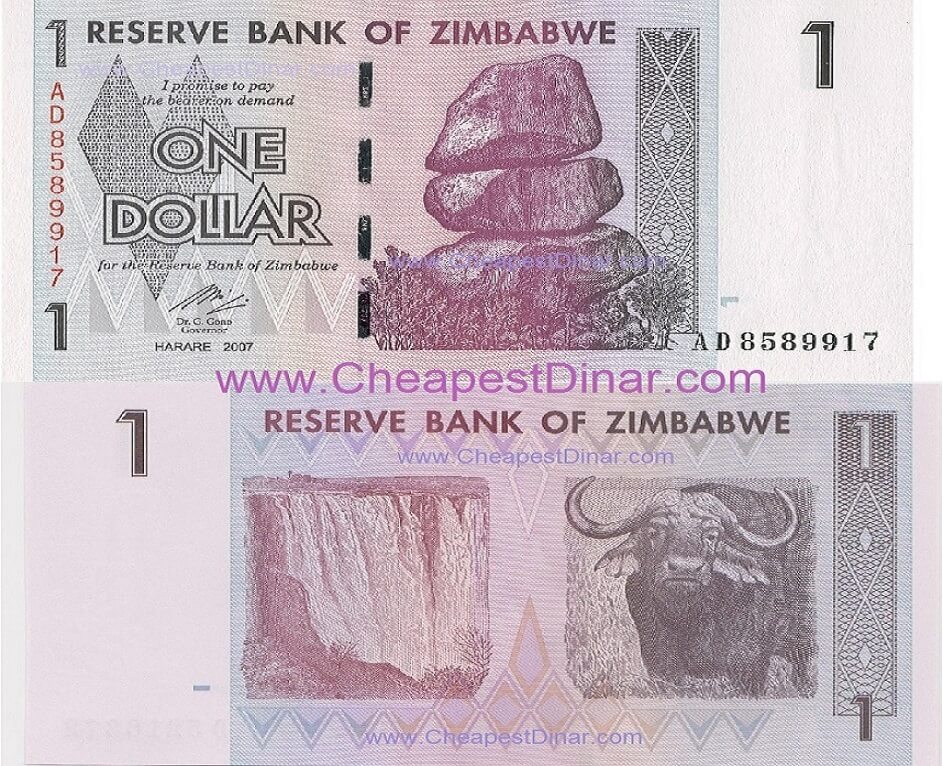 1
RESERVE BANK OF ZIMBABWE
1
www.CheapestDinar.com
I promise to pay
the bearer on demand
ONE
DOLLAR
for the Reserve Bank of Zimbabwe
Dr. G. Gono
Governor
HARARE 2007
AD8589917
www.CheapestDinar.com
1
AD8589917
www.CheapestDinar.com
1
RESERVE BANK OF ZIMBABWE
1
www.CheapestDinar.com
1
www.CheapestDinar.com